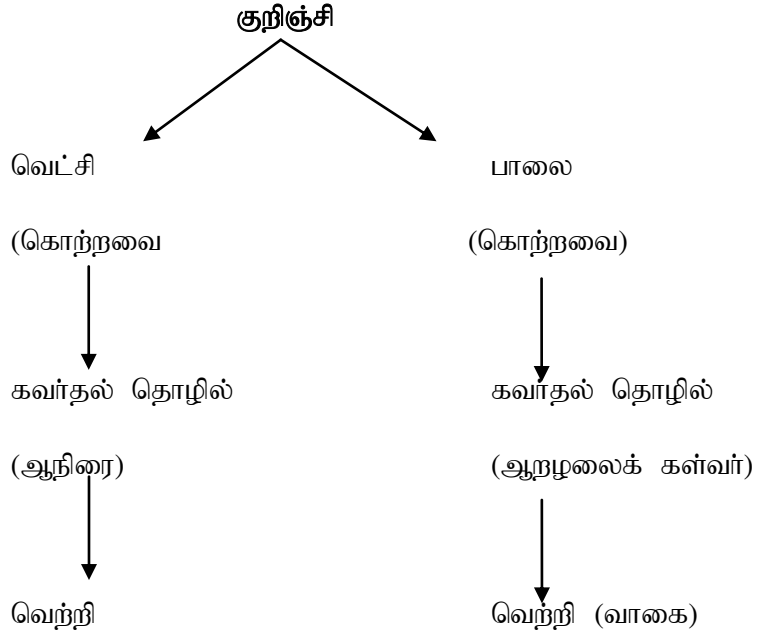 குறிஞ்சி
வெட்சி பாலை
(கொற்றவை (கொற்றவை)
கவர்தல் தொழில் கவர்தல் தொழில்
(ஆநிரை) (ஆறழலைக் கள்வர்)
வெற்றி வெற்றி (வாகை)